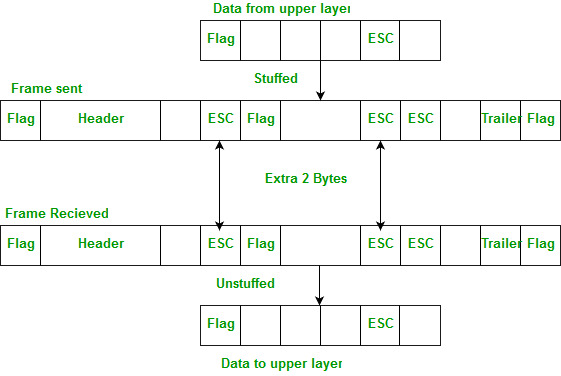 Data from upper layer
Flag ESC
Stuffed
Frame sent
Flag Header ESC Flag ESC ESC Trailer Flag
Extra 2 Bytes
Frame Recieved
Flag Header ESC Flag ESC ESC Trailer Flag
Unstuffed
Flag ESC
Data to upper layer